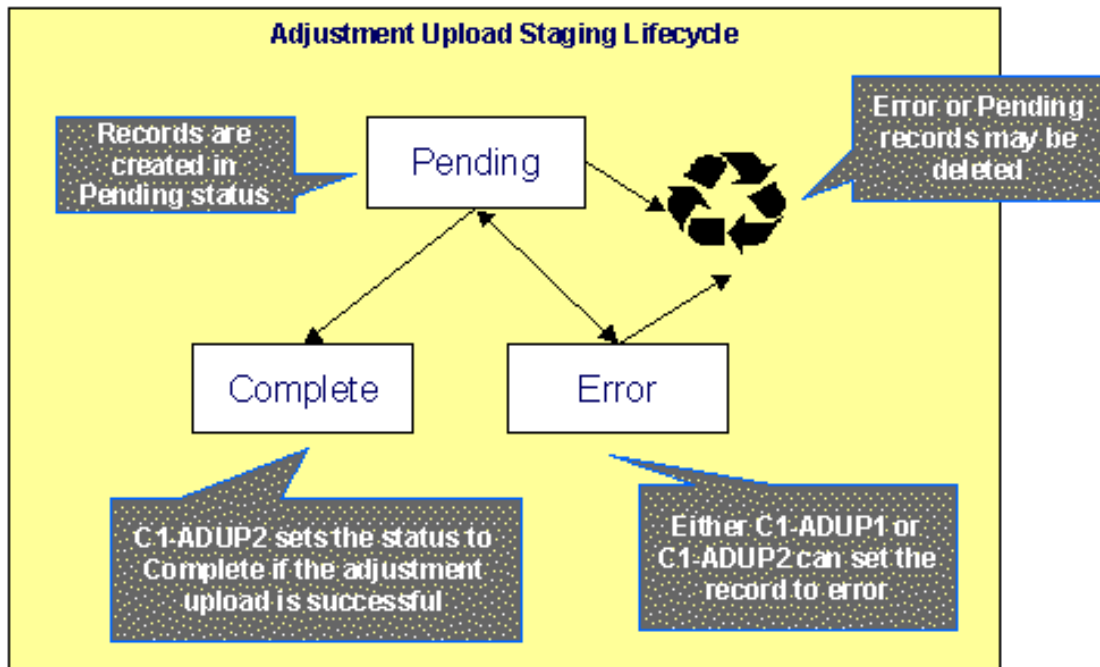 Adjustment Upload Staging Lifecycle
Records are
created in
Pending status
Pending
Error or Pending
records may be
deleted
Complete
Error
C1-ADUP2 sets the status to
Complete if the adjustment
upload is successful
Either C1-ADUP1 or
C1-ADUP2 can set the
record to error